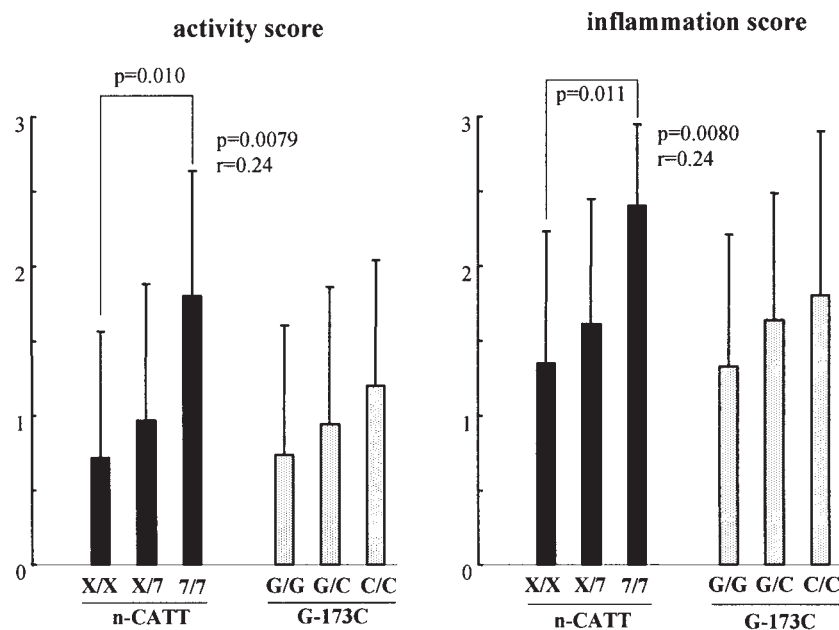 activity score
p=0.010
p=0.0079
r=0.24
3
2
1
0
X/X X/7 7/7 G/G G/C C/C
n-CATT G-173C
inflammation score
p=0.011
p=0.0080
r=0.24
3
2
1
0
X/X X/7 7/7 G/G G/C C/C
n-CATT G-173C